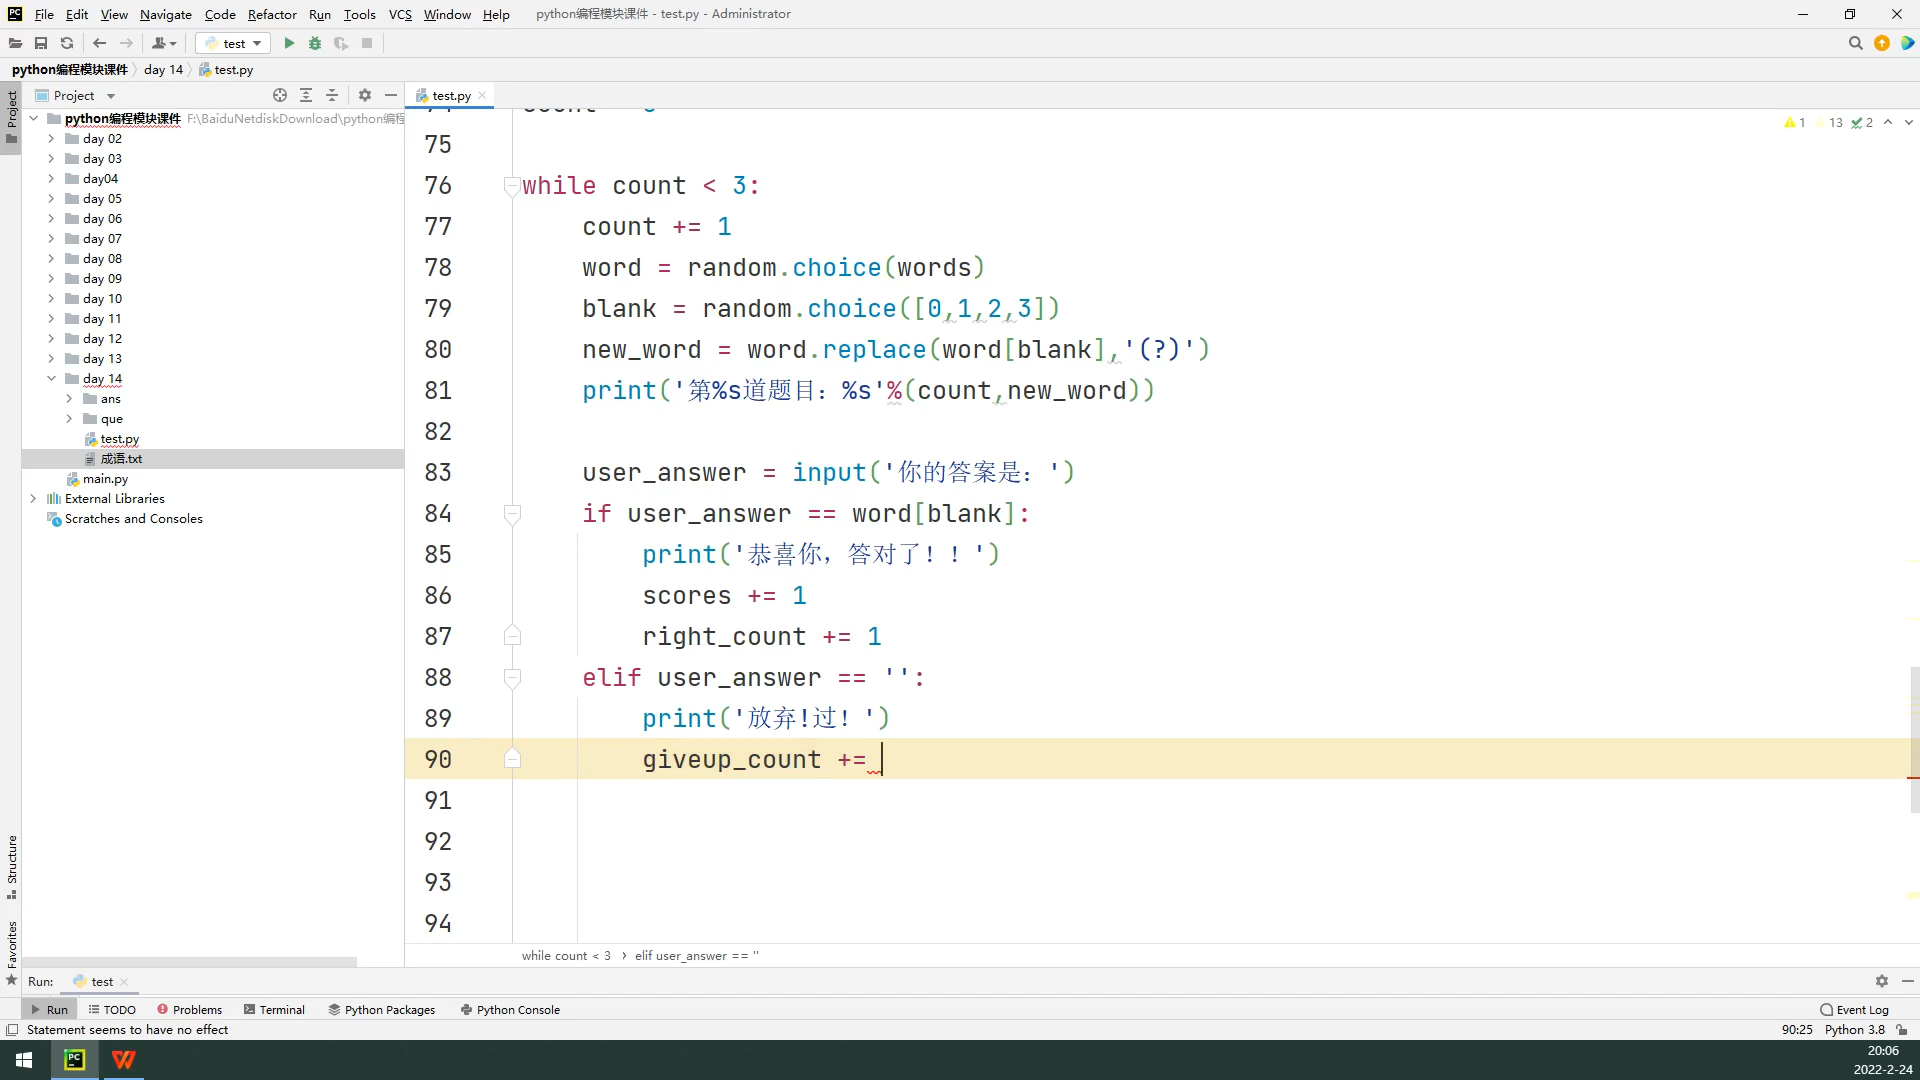 File Edit View Navigate Code Refactor Run Tools VCS Window Help python编程模块课件 - test.py - Administrator
test
python编程模块课件 day 14 test.py
Project
Project
test.py
python编程模块课件 F:\BaiduNetdiskDownload\python编程
day 02
day 03
day04
day 05
day 06
day 07
day 08
day 09
day 10
day 11
day 12
day 13
day 14
ans
que
test.py
成语.txt
main.py
External Libraries
Scratches and Consoles
1 13 2
75
76 while count < 3:
77 count += 1
78 word = random.choice(words)
79 blank = random.choice([0,1,2,3])
80 new_word = word.replace(word[blank],'(?)')
81 print('第%s道题目：%s'%(count,new_word))
82
83 user_answer = input('你的答案是：')
84 if user_answer == word[blank]:
85 print('恭喜你，答对了！！')
86 scores += 1
87 right_count += 1
88 elif user_answer == '':
89 print('放弃!过！')
90 giveup_count +=
91
92
93
94
while count < 3 › elif user_answer == ''
Structure
Favorites
Run: test
Run TODO Problems Terminal Python Packages Python Console Event Log
Statement seems to have no effect 90:25 Python 3.8
20:06
2022-2-24